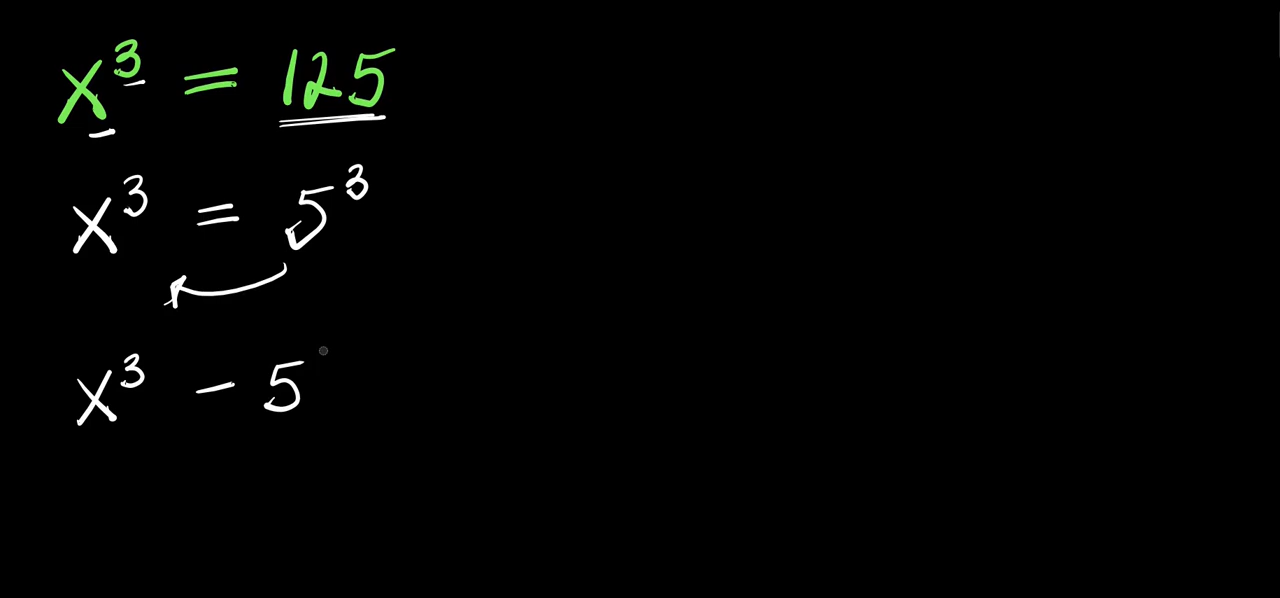 x³ = 125
x³ = 5³
x³ - 5